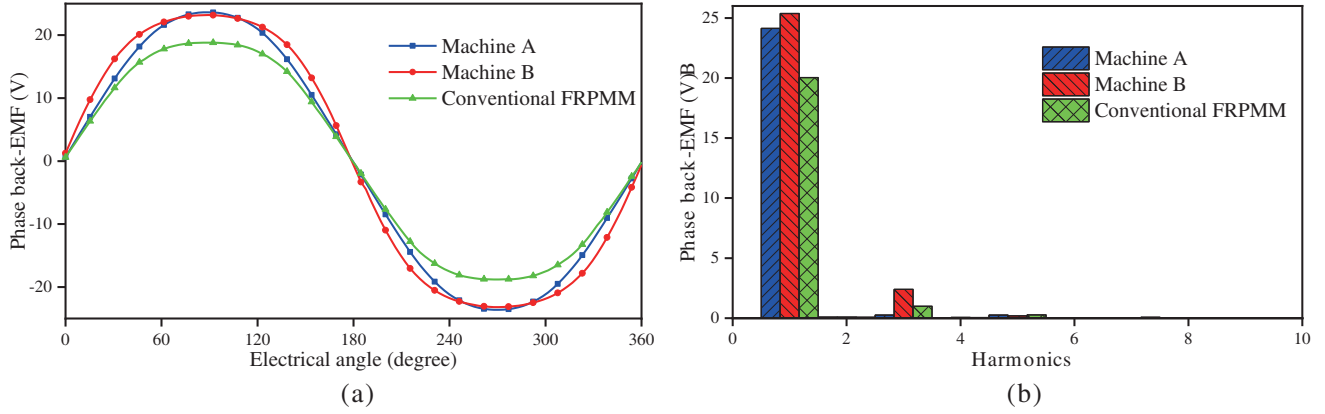 20
10
0
-10
-20
Phase back-EMF (V)
Machine A
Machine B
Conventional FRPMM
0 60 120 180 240 300 360
Electrical angle (degree)
(a)
25
20
15
10
5
0
Phase back-EMF (V)B
Machine A
Machine B
Conventional FRPMM
0 2 4 6 8 10
Harmonics
(b)